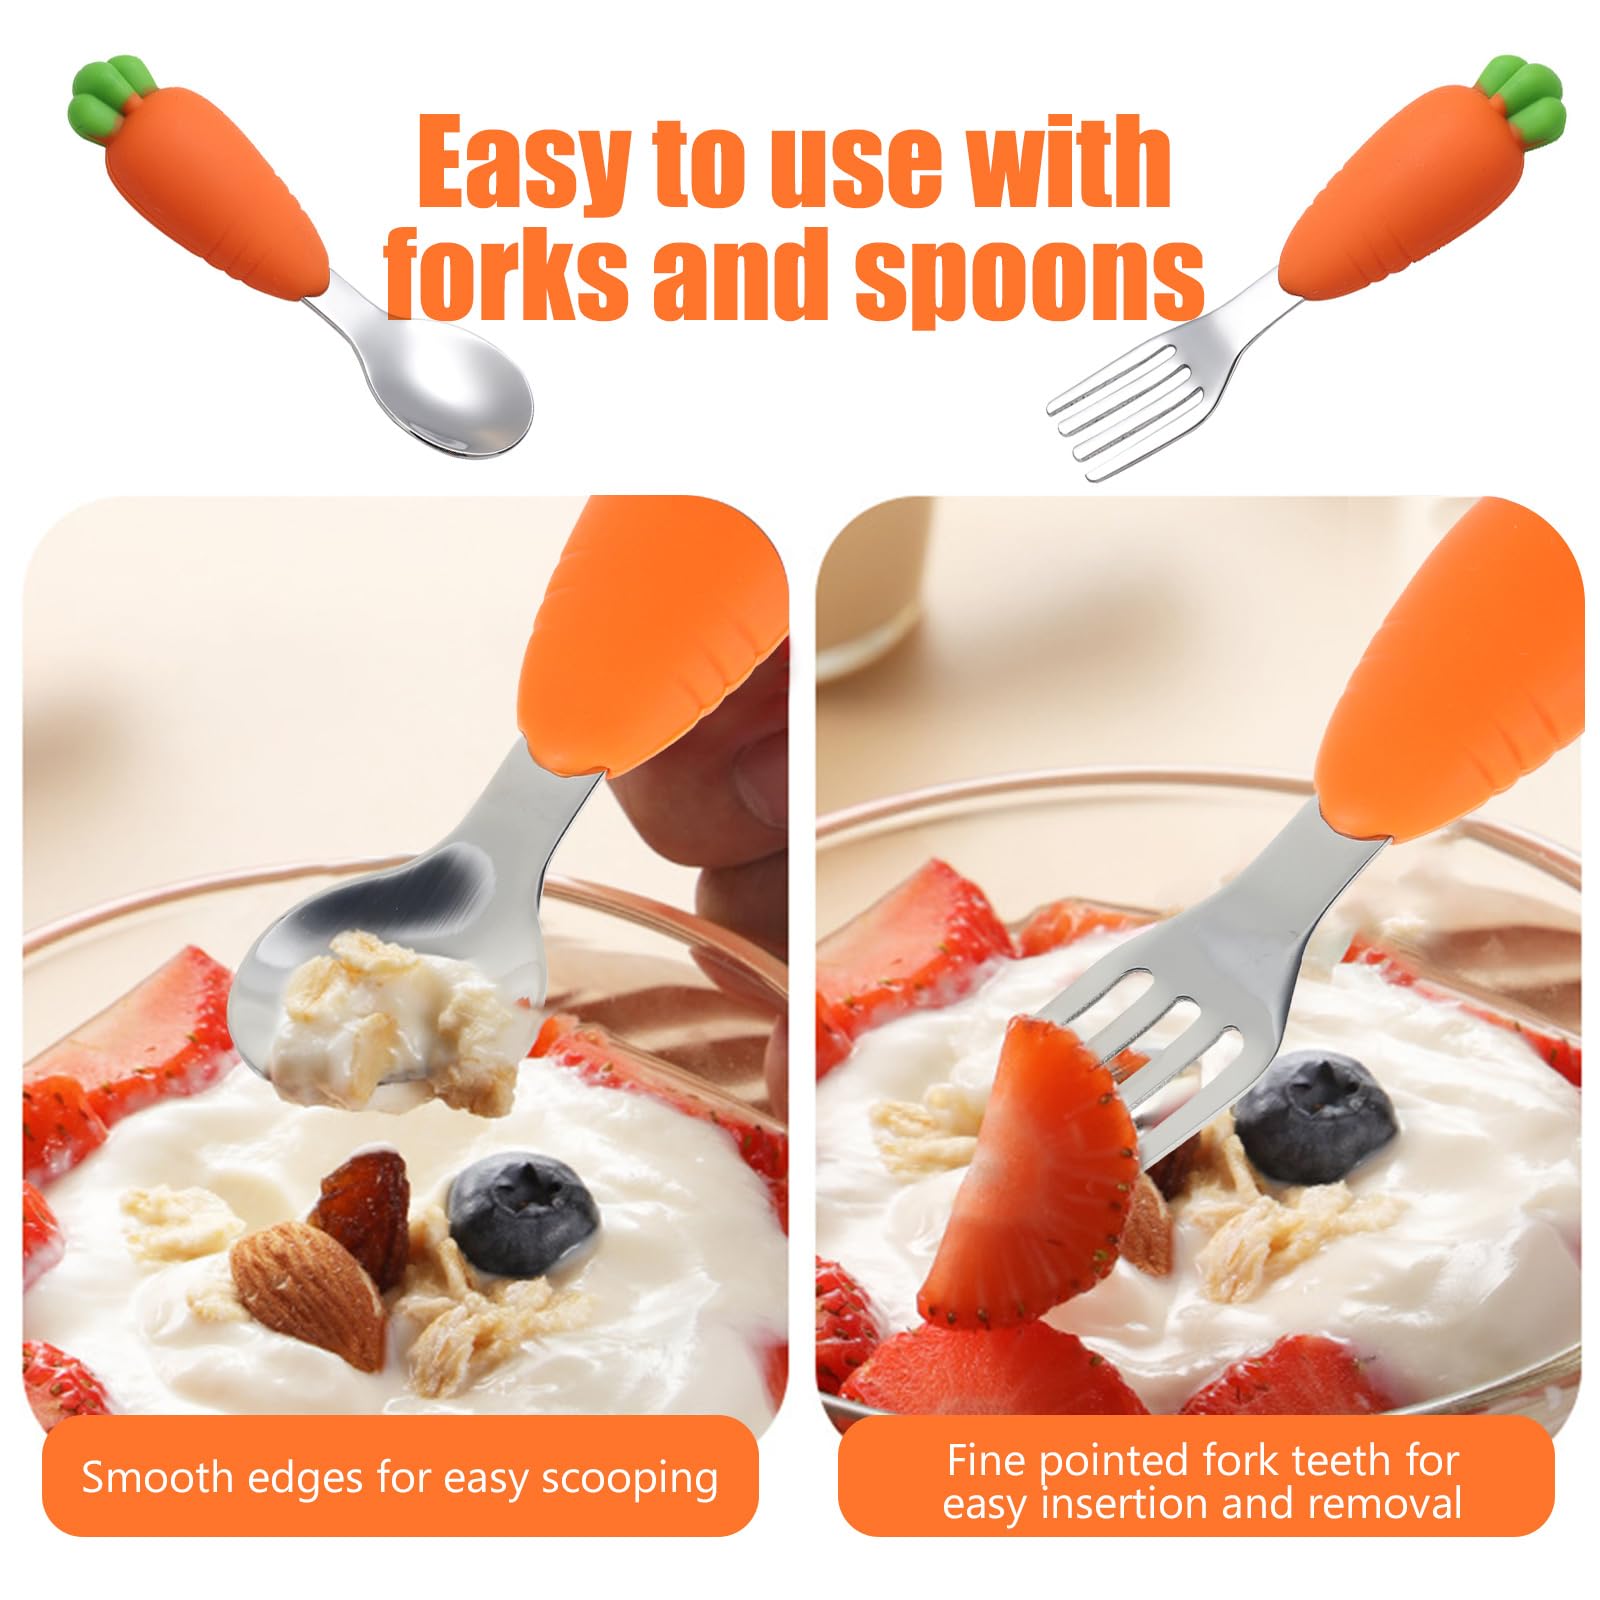 Easy to use with
forks and spoons
Smooth edges for easy scooping
Fine pointed fork teeth for
easy insertion and removal